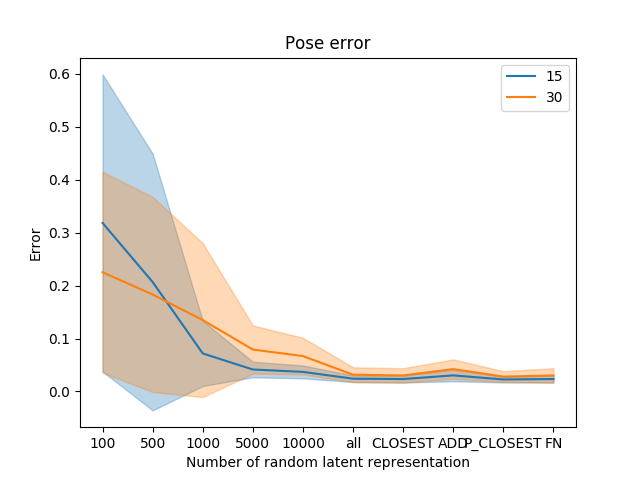 Pose error
15
30
0.6
0.5
0.4
0.3
0.2
0.1
0.0
Error
100 500 1000 5000 10000 all CLOSEST ADD P_CLOSEST FN
Number of random latent representation